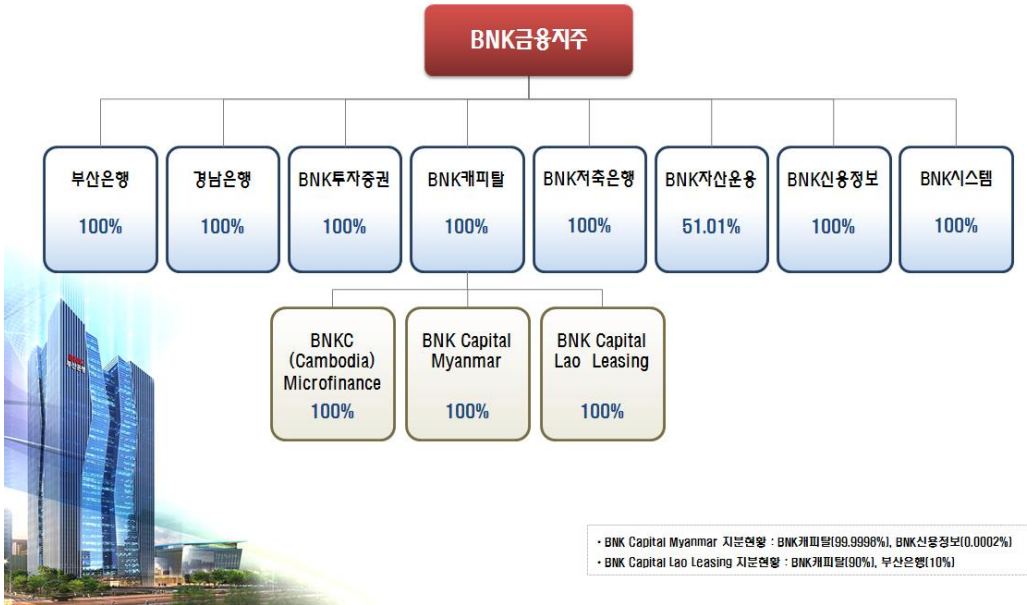 BNK금융지주
부산은행
100%
경남은행
100%
BNK투자증권
100%
BNK캐피탈
100%
BNK저축은행
100%
BNK자산운용
51.01%
BNK신용정보
100%
BNK시스템
100%
BNKC
(Cambodia)
Microfinance
100%
BNK Capital
Myanmar
100%
BNK Capital
Lao Leasing
100%
부산은행
· BNK Capital Myanmar 지분현황 : BNK캐피탈(99.9998%), BNK신용정보(0.0002%)
· BNK Capital Lao Leasing 지분현황 : BNK캐피탈(90%), 부산은행(10%)